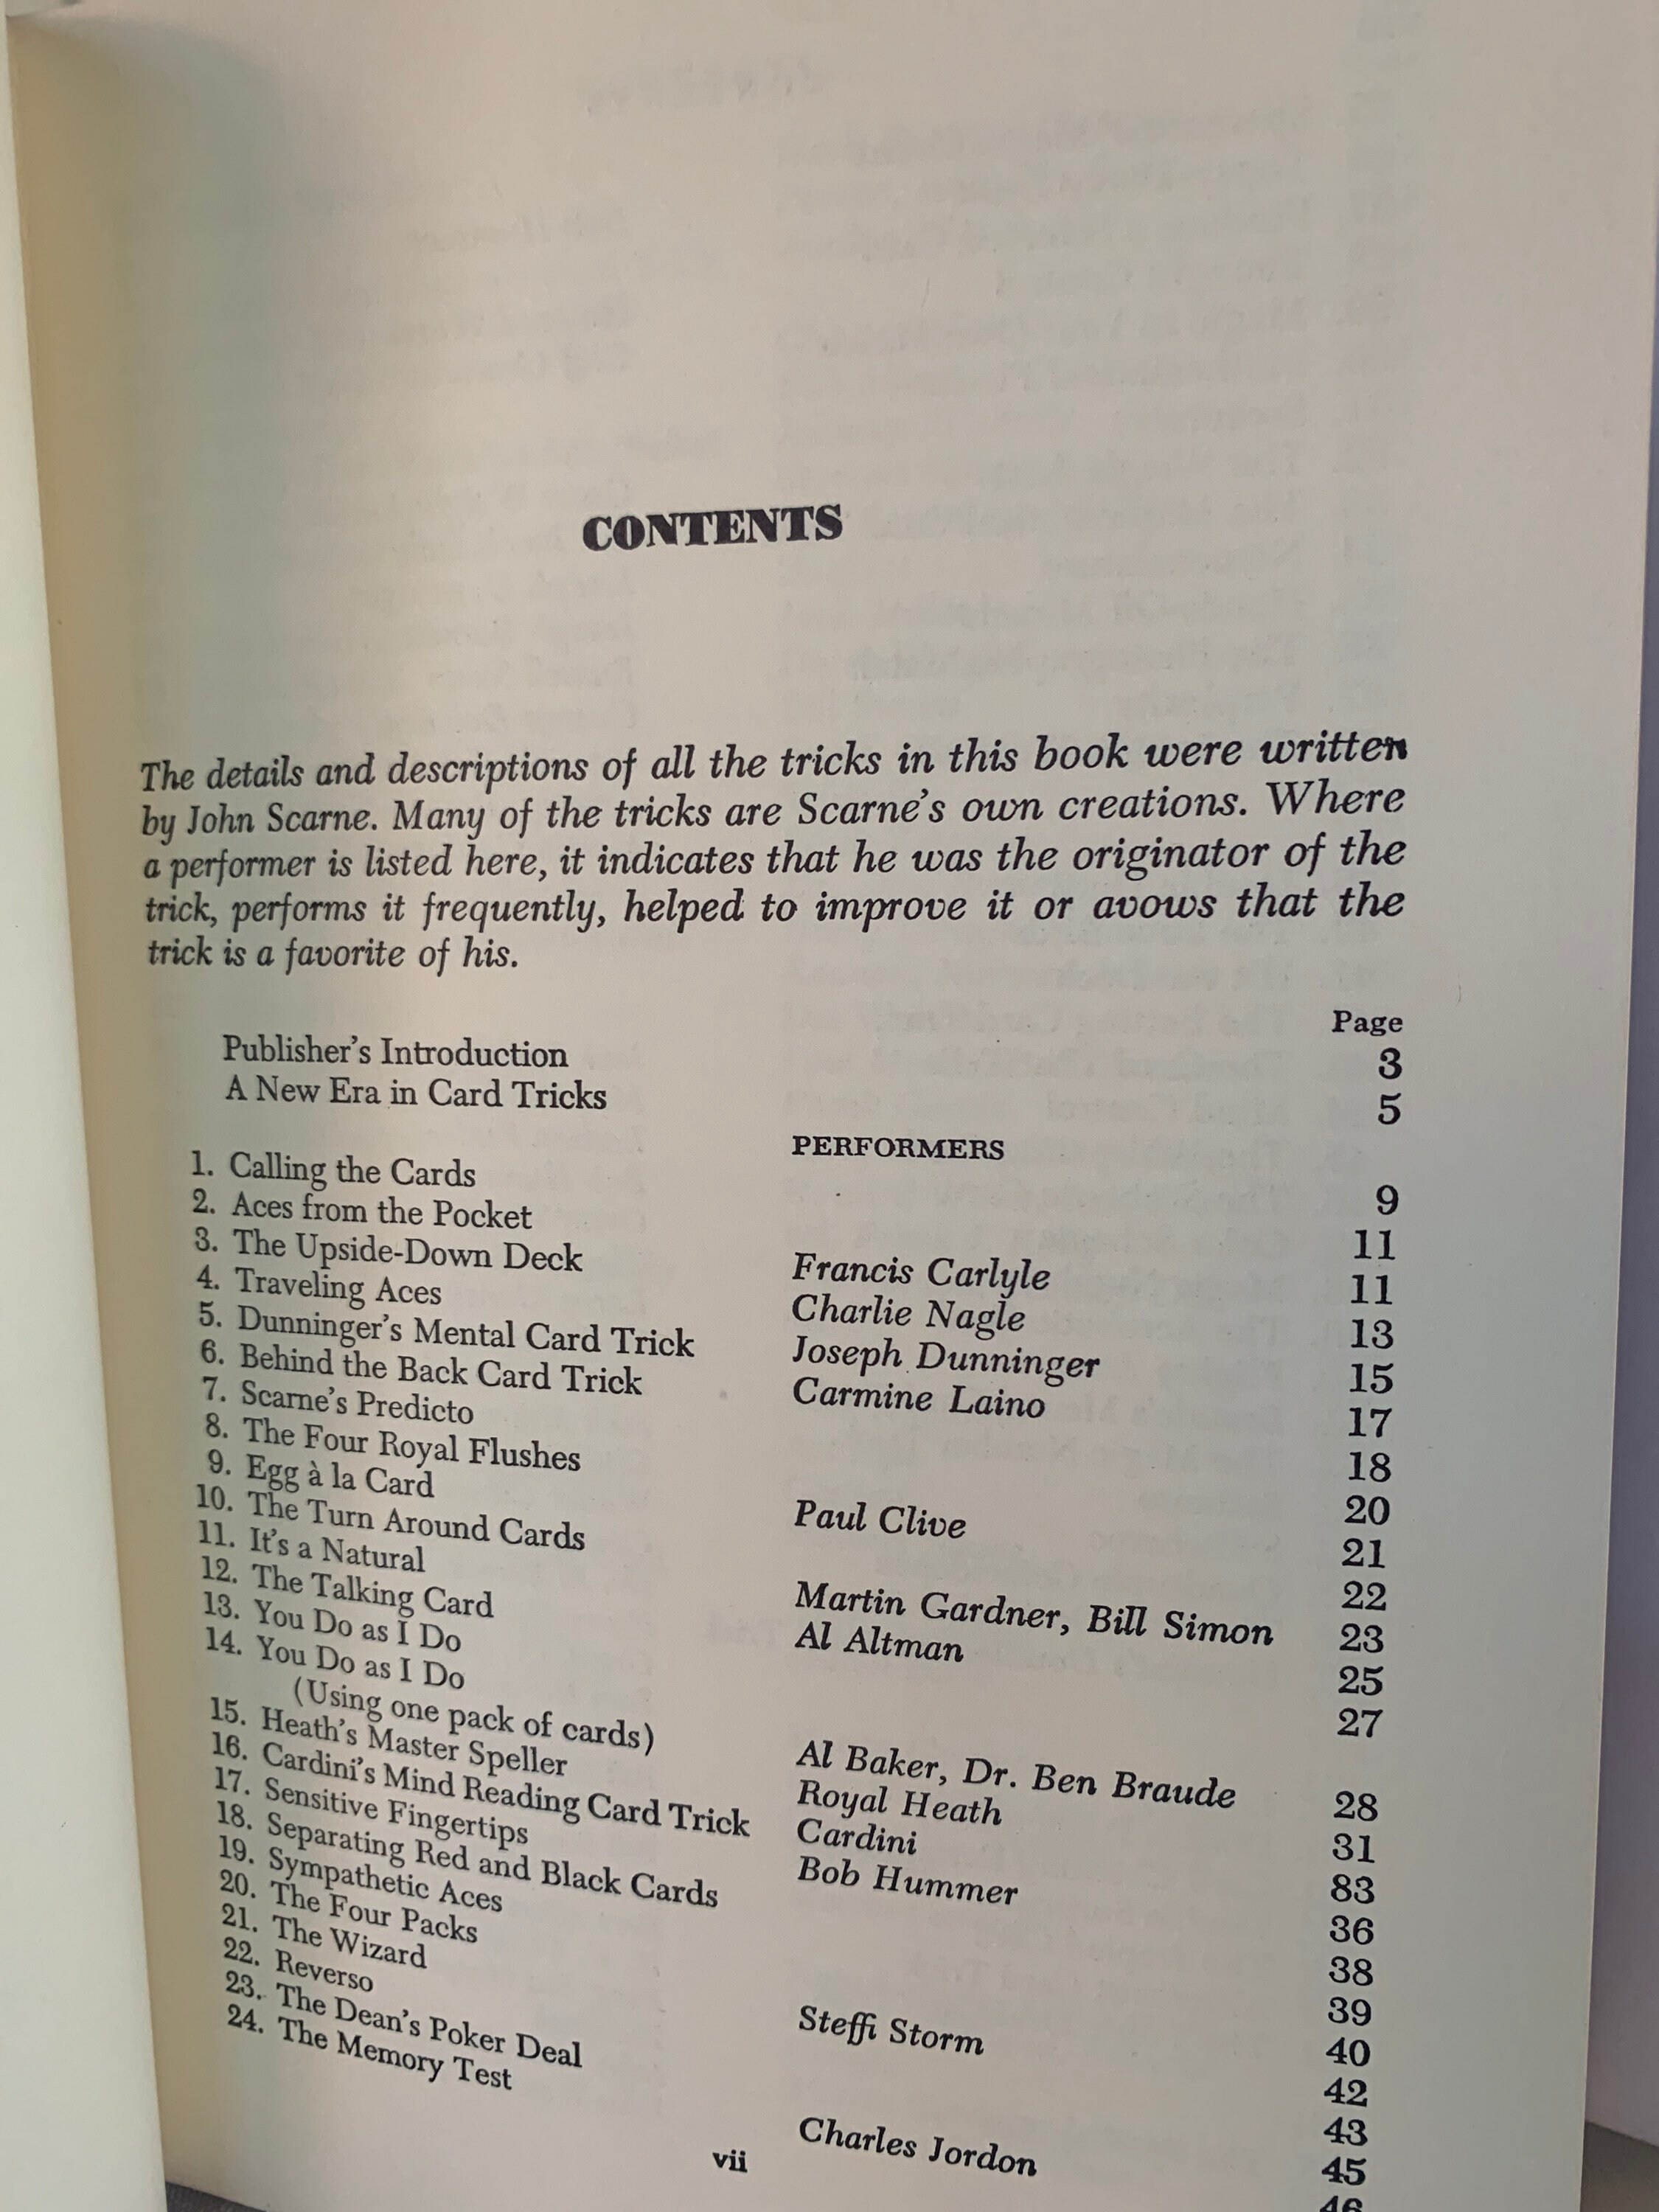 CONTENTS
The details and descriptions of all the tricks in this book were written
by John Scarne. Many of the tricks are Scarne's own creations. Where
a performer is listed here, it indicates that he was the originator of the
trick, performs it frequently, helped to improve it or avows that the
trick is a favorite of his.
Page
Publisher's Introduction 3
A New Era in Card Tricks 5
PERFORMERS
1. Calling the Cards 9
2. Aces from the Pocket 11
3. The Upside-Down Deck Francis Carlyle 11
4. Traveling Aces Charlie Nagle 13
5. Dunninger's Mental Card Trick Joseph Dunninger 15
6. Behind the Back Card Trick Carmine Laino 17
7. Scarne's Predicto 18
8. The Four Royal Flushes 20
9. Egg à la Card Paul Clive 21
10. The Turn Around Cards 22
11. It's a Natural Martin Gardner, Bill Simon 23
12. The Talking Card Al Altman 25
13. You Do as I Do 27
14. You Do as I Do
(Using one pack of cards) Al Baker, Dr. Ben Braude 28
15. Heath's Master Speller Royal Heath 31
16. Cardini's Mind Reading Card Trick Cardini 83
17. Sensitive Fingertips Bob Hummer 36
18. Separating Red and Black Cards 38
19. Sympathetic Aces 39
20. The Four Packs 40
21. The Wizard Steffi Storm 42
22. Reverso 43
23. The Dean's Poker Deal 45
24. The Memory Test Charles Jordon 46
vii